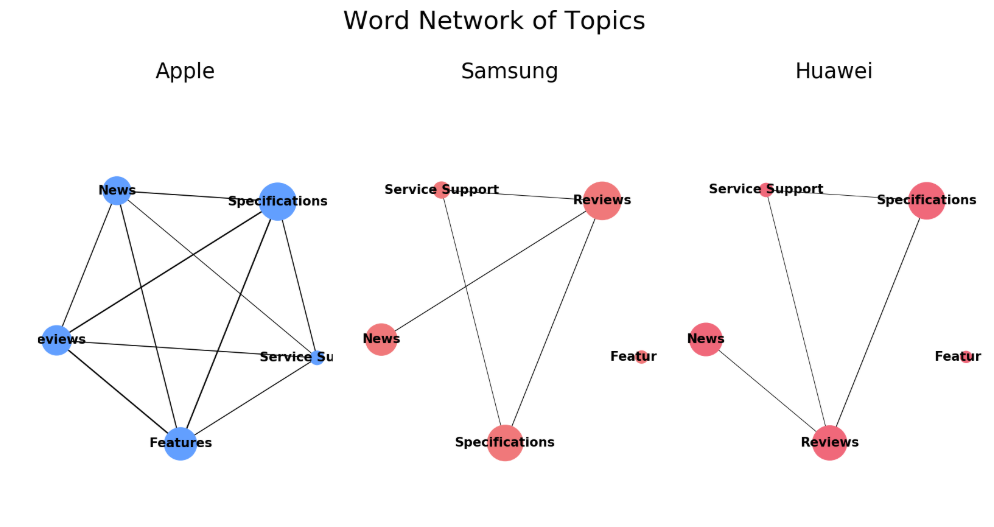 Word Network of Topics
Apple
News
Specifications
eviews
Service Su
Features
Samsung
Service Support
Reviews
News
Featur
Specifications
Huawei
Service Support
Specifications
News
Featur
Reviews